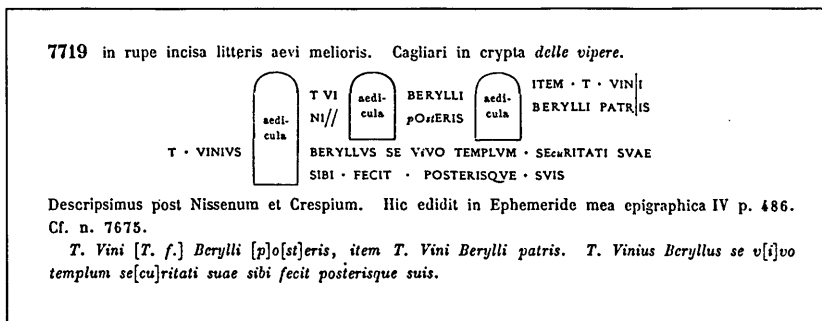 7719 in rupe incisa litteris aevi melioris. Cagliari in crypta delle vipere.
T VI BERYLLI ITEM · T · VINI
aedi- aedi-
NI// cula pOstERIS cula BERYLLI PATRIS
aedi-
cula
T · VINIVS BERYLLVS SE ViVO TEMPLVM · SEcuRITATI SVAE
SIBI · FECIT · POSTERISQVE · SVIS
Descripsimus post Nissenum et Crespium. Hic edidit in Ephemeride mea epigraphica IV p. 486.
Cf. n. 7675.
T. Vini [T. f.] Berylli [p]o[st]eris, item T. Vini Berylli patris. T. Vinius Beryllus se v[i]vo
templum se[cu]ritati suae sibi fecit posterisque suis.